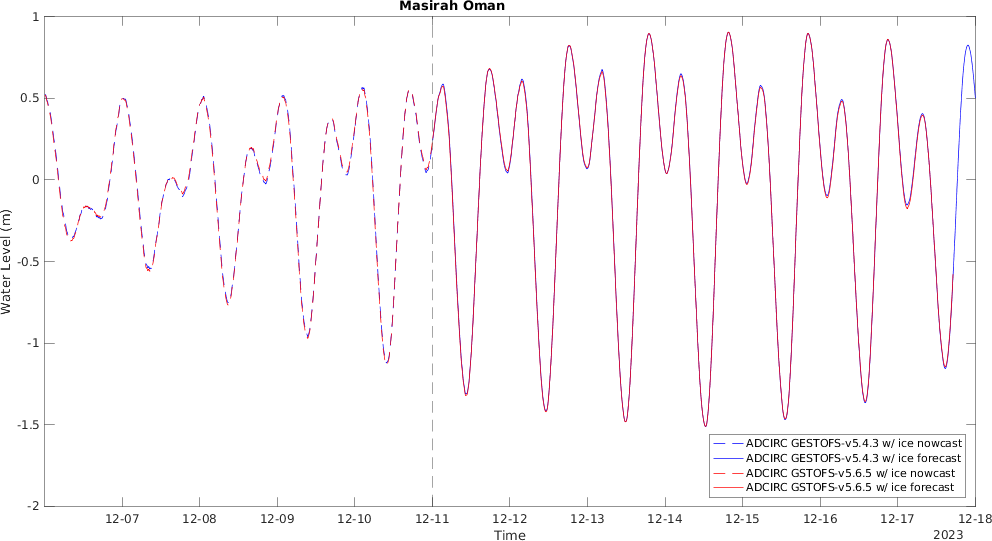 Masirah Oman
1
0.5
0
-0.5
-1
-1.5
-2
Water Level (m)
ADCIRC GESTOFS-v5.4.3 w/ ice nowcast
ADCIRC GESTOFS-v5.4.3 w/ ice forecast
ADCIRC GSTOFS-v5.6.5 w/ ice nowcast
ADCIRC GSTOFS-v5.6.5 w/ ice forecast
12-07 12-08 12-09 12-10 12-11 12-12 12-13 12-14 12-15 12-16 12-17 12-18
Time
2023